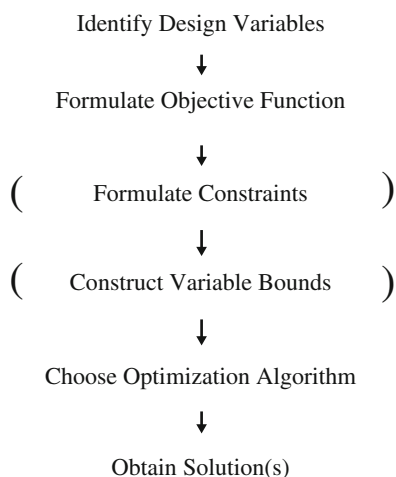 Identify Design Variables
Formulate Objective Function
( Formulate Constraints )
( Construct Variable Bounds )
Choose Optimization Algorithm
Obtain Solution(s)